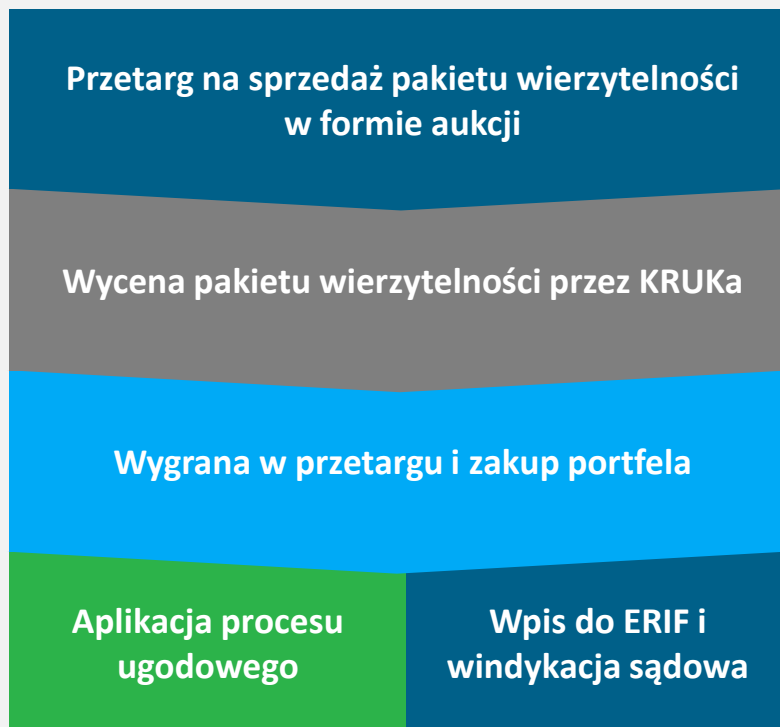 Przetarg na sprzedaż pakietu wierzytelności
w formie aukcji
Wycena pakietu wierzytelności przez KRUKa
Wygrana w przetargu i zakup portfela
Aplikacja procesu
ugodowego
Wpis do ERIF i
windykacja sądowa